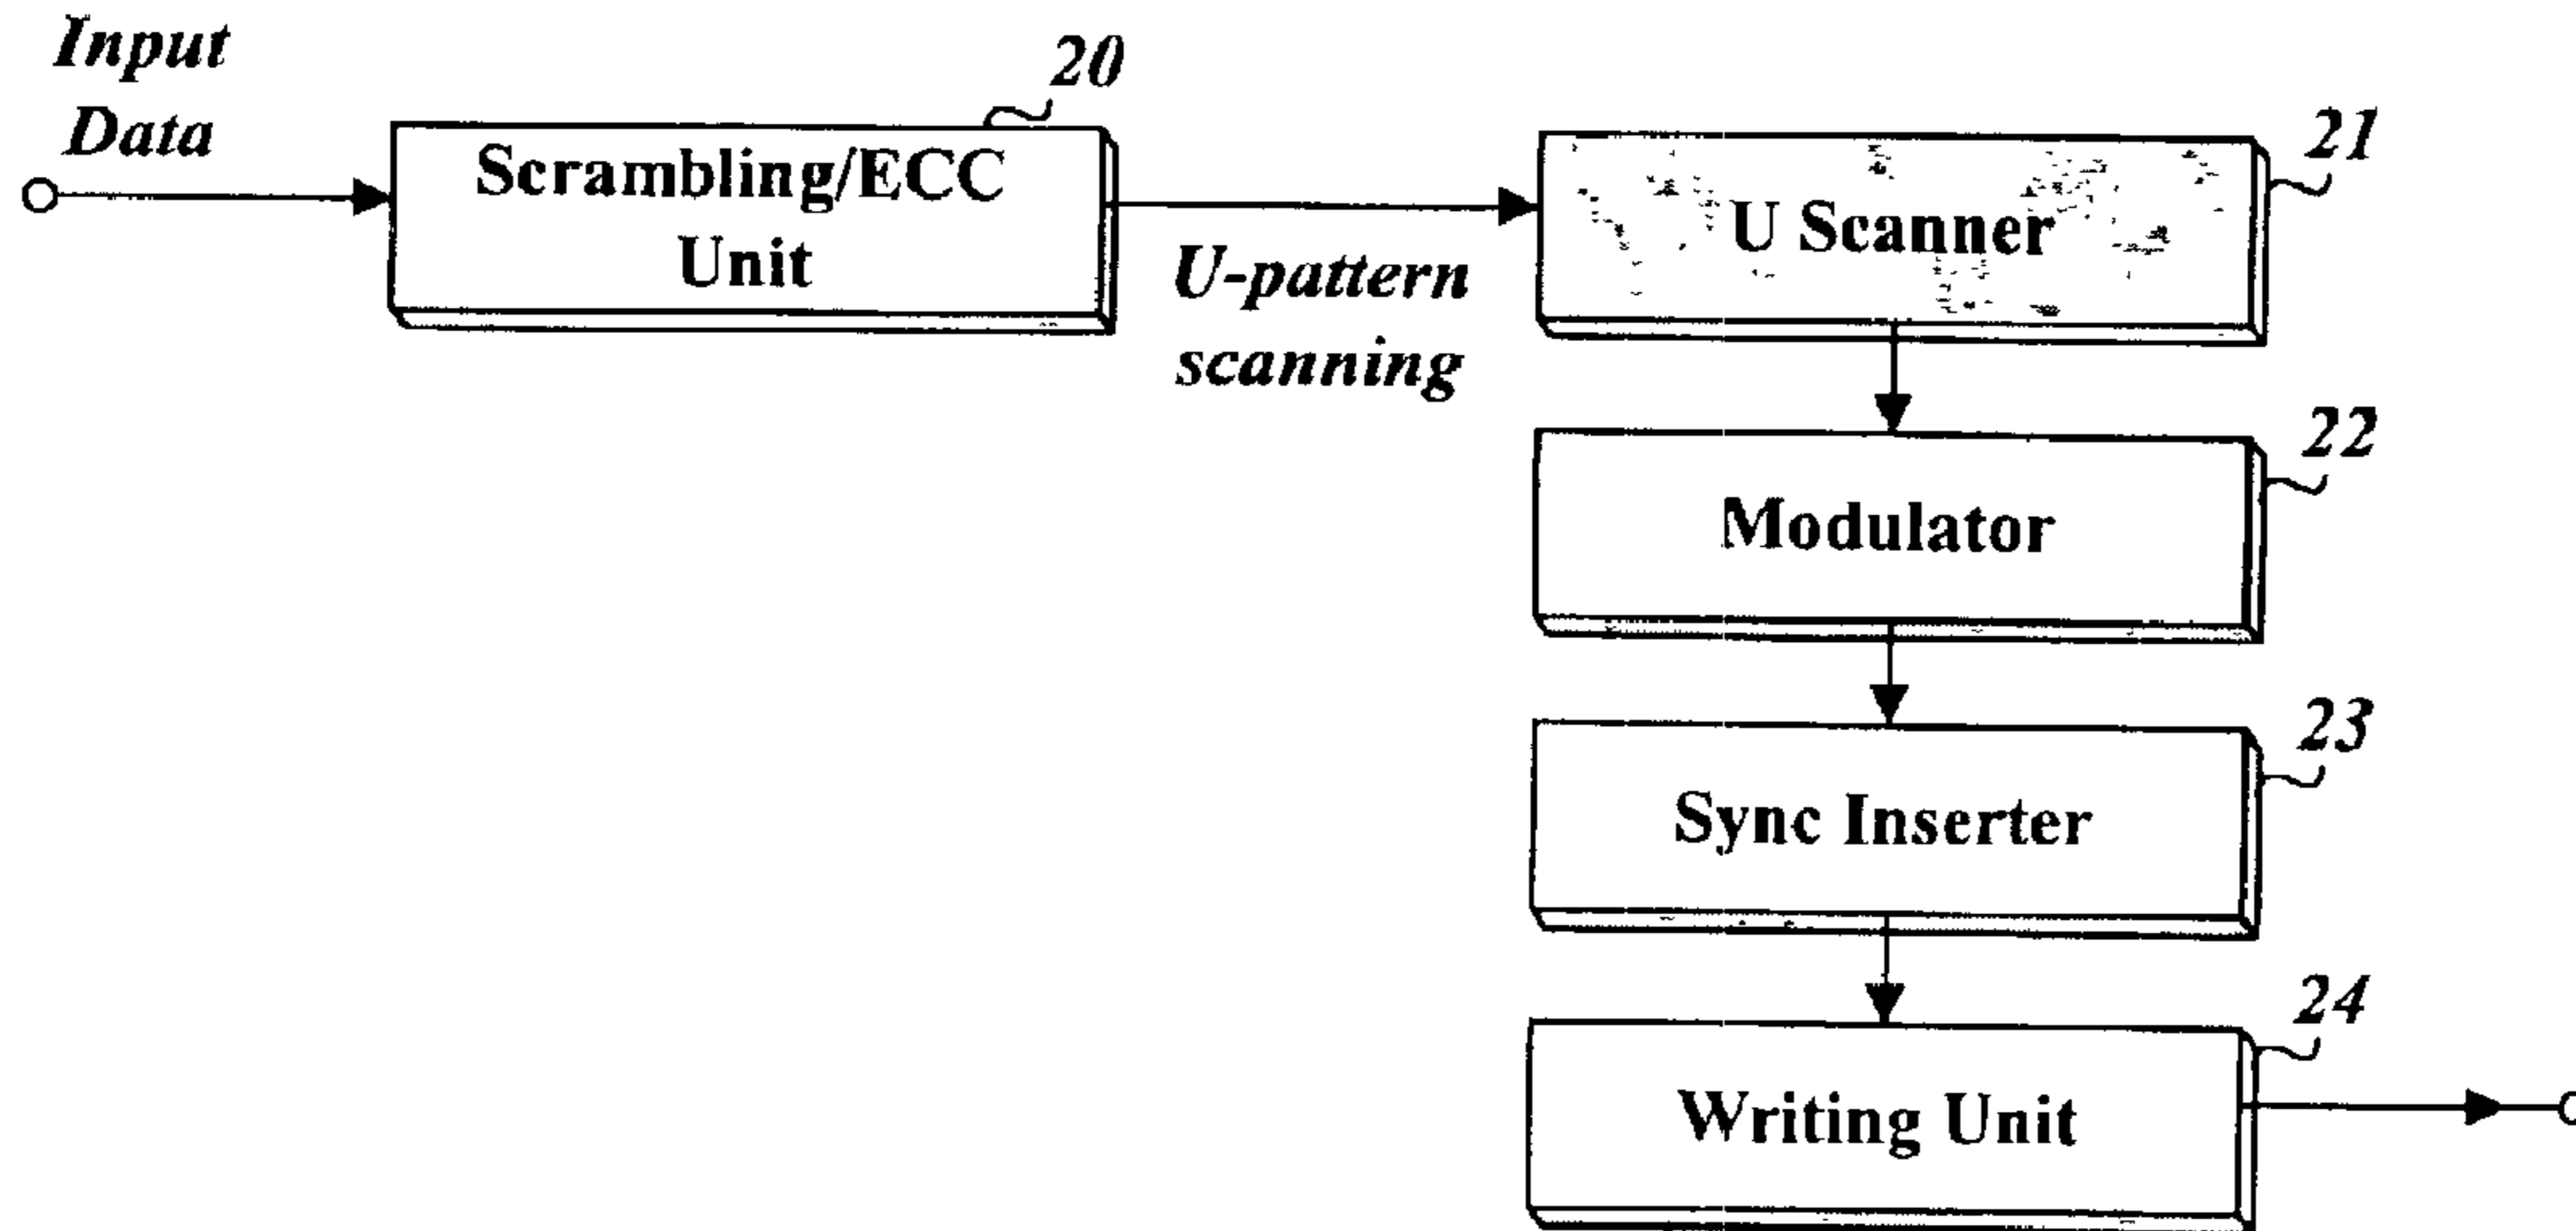 Input
Data
20
Scrambling/ECC
Unit
U-pattern
scanning
21
U Scanner
22
Modulator
23
Sync Inserter
24
Writing Unit